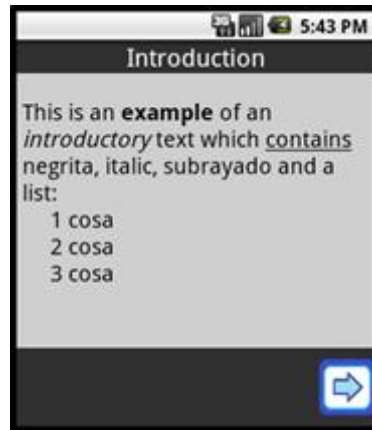 5:43 PM
Introduction
This is an example of an
introductory text which contains
negrita, italic, subrayado and a
list:
1 cosa
2 cosa
3 cosa